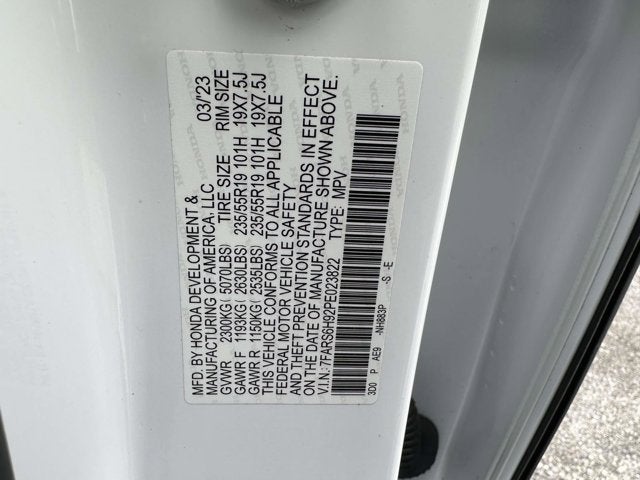 MFD. BY HONDA DEVELOPMENT &
MANUFACTURING OF AMERICA, LLC 03/'23
GVWR 2300KG( 5070LBS) TIRE SIZE RIM SIZE
GAWR F 1193KG( 2630LBS) 235/55R19 101H 19X7.5J
GAWR R 1150KG( 2535LBS) 235/55R19 101H 19X7.5J
THIS VEHICLE CONFORMS TO ALL APPLICABLE
FEDERAL MOTOR VEHICLE SAFETY
AND THEFT PREVENTION STANDARDS IN EFFECT
ON THE DATE OF MANUFACTURE SHOWN ABOVE.
V.I.N.:7FARS6H92PE023822 TYPE: MPV
3D0 P AE9 -NH883P -S -E